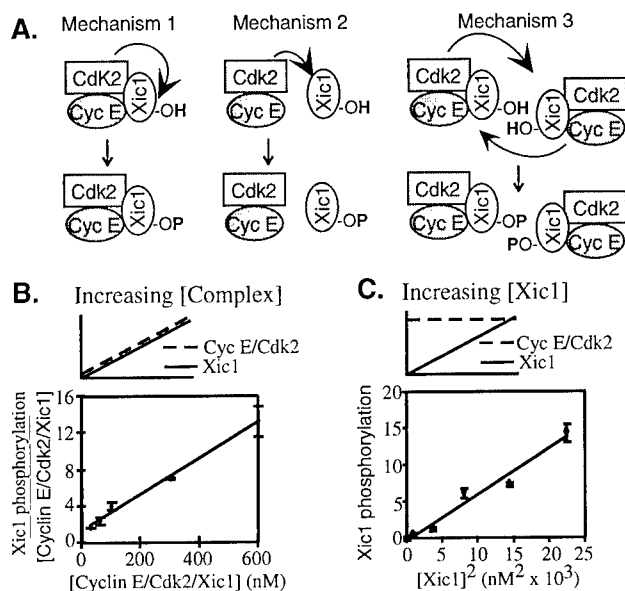 A.
Mechanism 1
Mechanism 2
Mechanism 3
CdK2
Cyc E
Xic1
-OH
Cdk2
Cyc E
Xic1
-OH
Cdk2
Cyc E
Xic1
-OH
HO-
Xic1
Cdk2
Cyc E
Cdk2
Cyc E
Xic1
-OP
Cdk2
Cyc E
Xic1
-OP
Cdk2
Cyc E
Xic1
-OP
PO-
Xic1
Cdk2
Cyc E
B.
Increasing [Complex]
Cyc E/Cdk2
Xic1
Xic1 phosphorylation
[Cyclin E/Cdk2/Xic1]
16
12
8
4
0
0
200
400
600
[Cyclin E/Cdk2/Xic1] (nM)
C.
Increasing [Xic1]
Cyc E/Cdk2
Xic1
Xic1 phosphorylation
20
15
10
5
0
0
5
10
15
20
25
[Xic1]² (nM² x 10³)